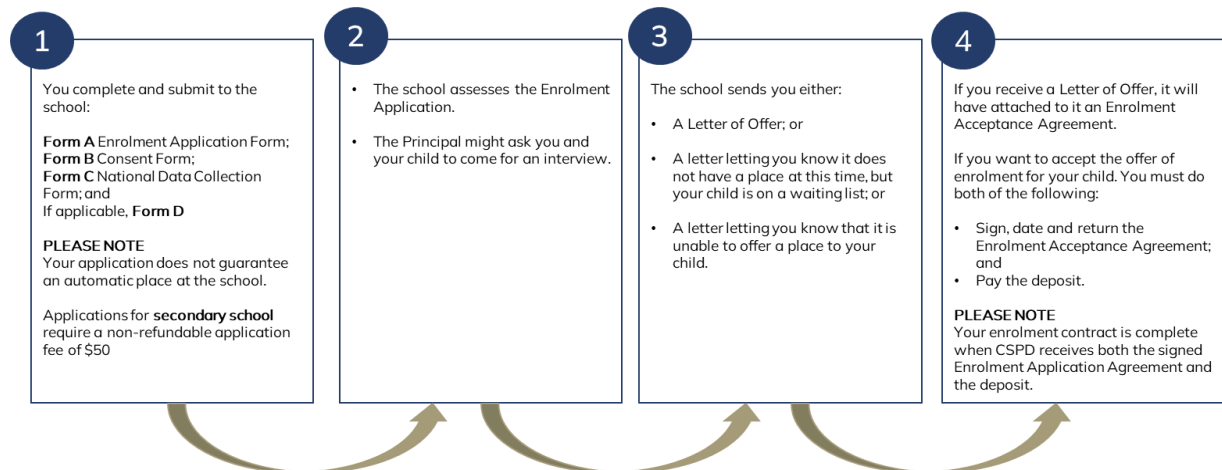 1
You complete and submit to the
school:
Form A Enrolment Application Form;
Form B Consent Form;
Form C National Data Collection
Form; and
If applicable, Form D
PLEASE NOTE
Your application does not guarantee
an automatic place at the school.
Applications for secondary school
require a non-refundable application
fee of $50
2
• The school assesses the Enrolment
Application.
• The Principal might ask you and
your child to come for an interview.
3
The school sends you either:
• A Letter of Offer; or
• A letter letting you know it does
not have a place at this time, but
your child is on a waiting list; or
• A letter letting you know that it is
unable to offer a place to your
child.
4
If you receive a Letter of Offer, it will
have attached to it an Enrolment
Acceptance Agreement.
If you want to accept the offer of
enrolment for your child. You must do
both of the following:
• Sign, date and return the
Enrolment Acceptance Agreement;
and
• Pay the deposit.
PLEASE NOTE
Your enrolment contract is complete
when CSPD receives both the signed
Enrolment Application Agreement and
the deposit.